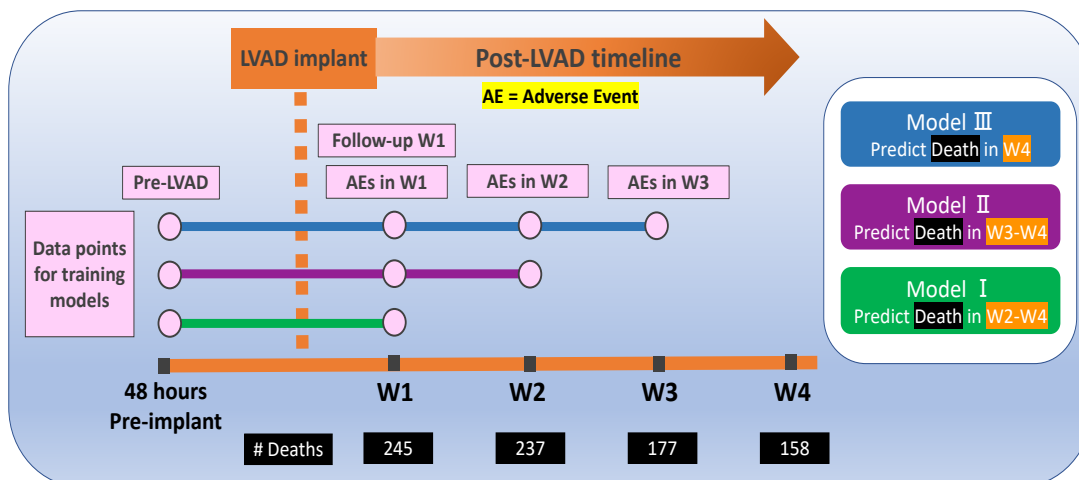 LVAD implant
Post-LVAD timeline
AE = Adverse Event
Follow-up W1
Pre-LVAD
AEs in W1
AEs in W2
AEs in W3
Data points
for training
models
48 hours
Pre-implant
W1
W2
W3
W4
# Deaths
245
237
177
158
Model Ⅲ
Predict Death in W4
Model Ⅱ
Predict Death in W3-W4
Model Ⅰ
Predict Death in W2-W4